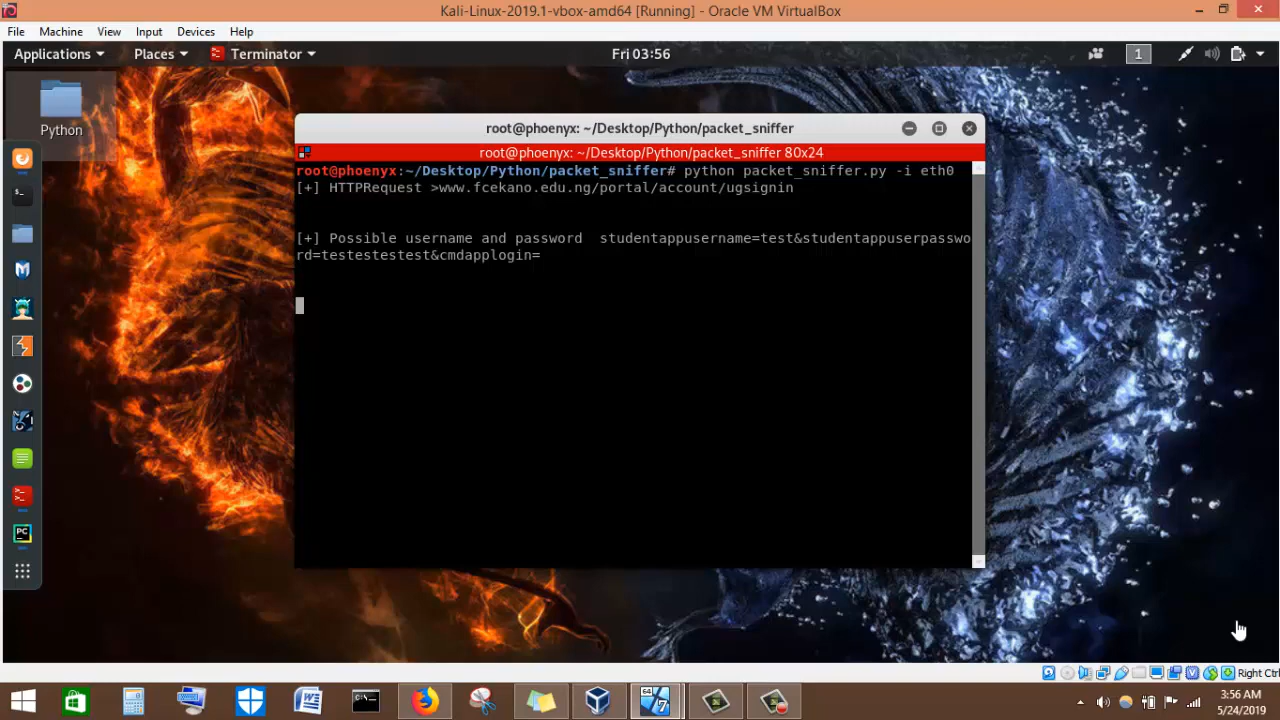 Kali-Linux-2019.1-vbox-amd64 [Running] - Oracle VM VirtualBox
File Machine View Input Devices Help
Applications Places Terminator Fri 03:56 1
Python
root@phoenyx: ~/Desktop/Python/packet_sniffer
root@phoenyx: ~/Desktop/Python/packet_sniffer 80x24
root@phoenyx:~/Desktop/Python/packet_sniffer# python packet_sniffer.py -i eth0
[+] HTTPRequest >www.fcekano.edu.ng/portal/account/ugsignin
[+] Possible username and password  studentappusername=test&studentappuserpasswo
rd=testestestest&cmdapplogin=
PC
Right Ctrl
64
7
3:56 AM
5/24/2019